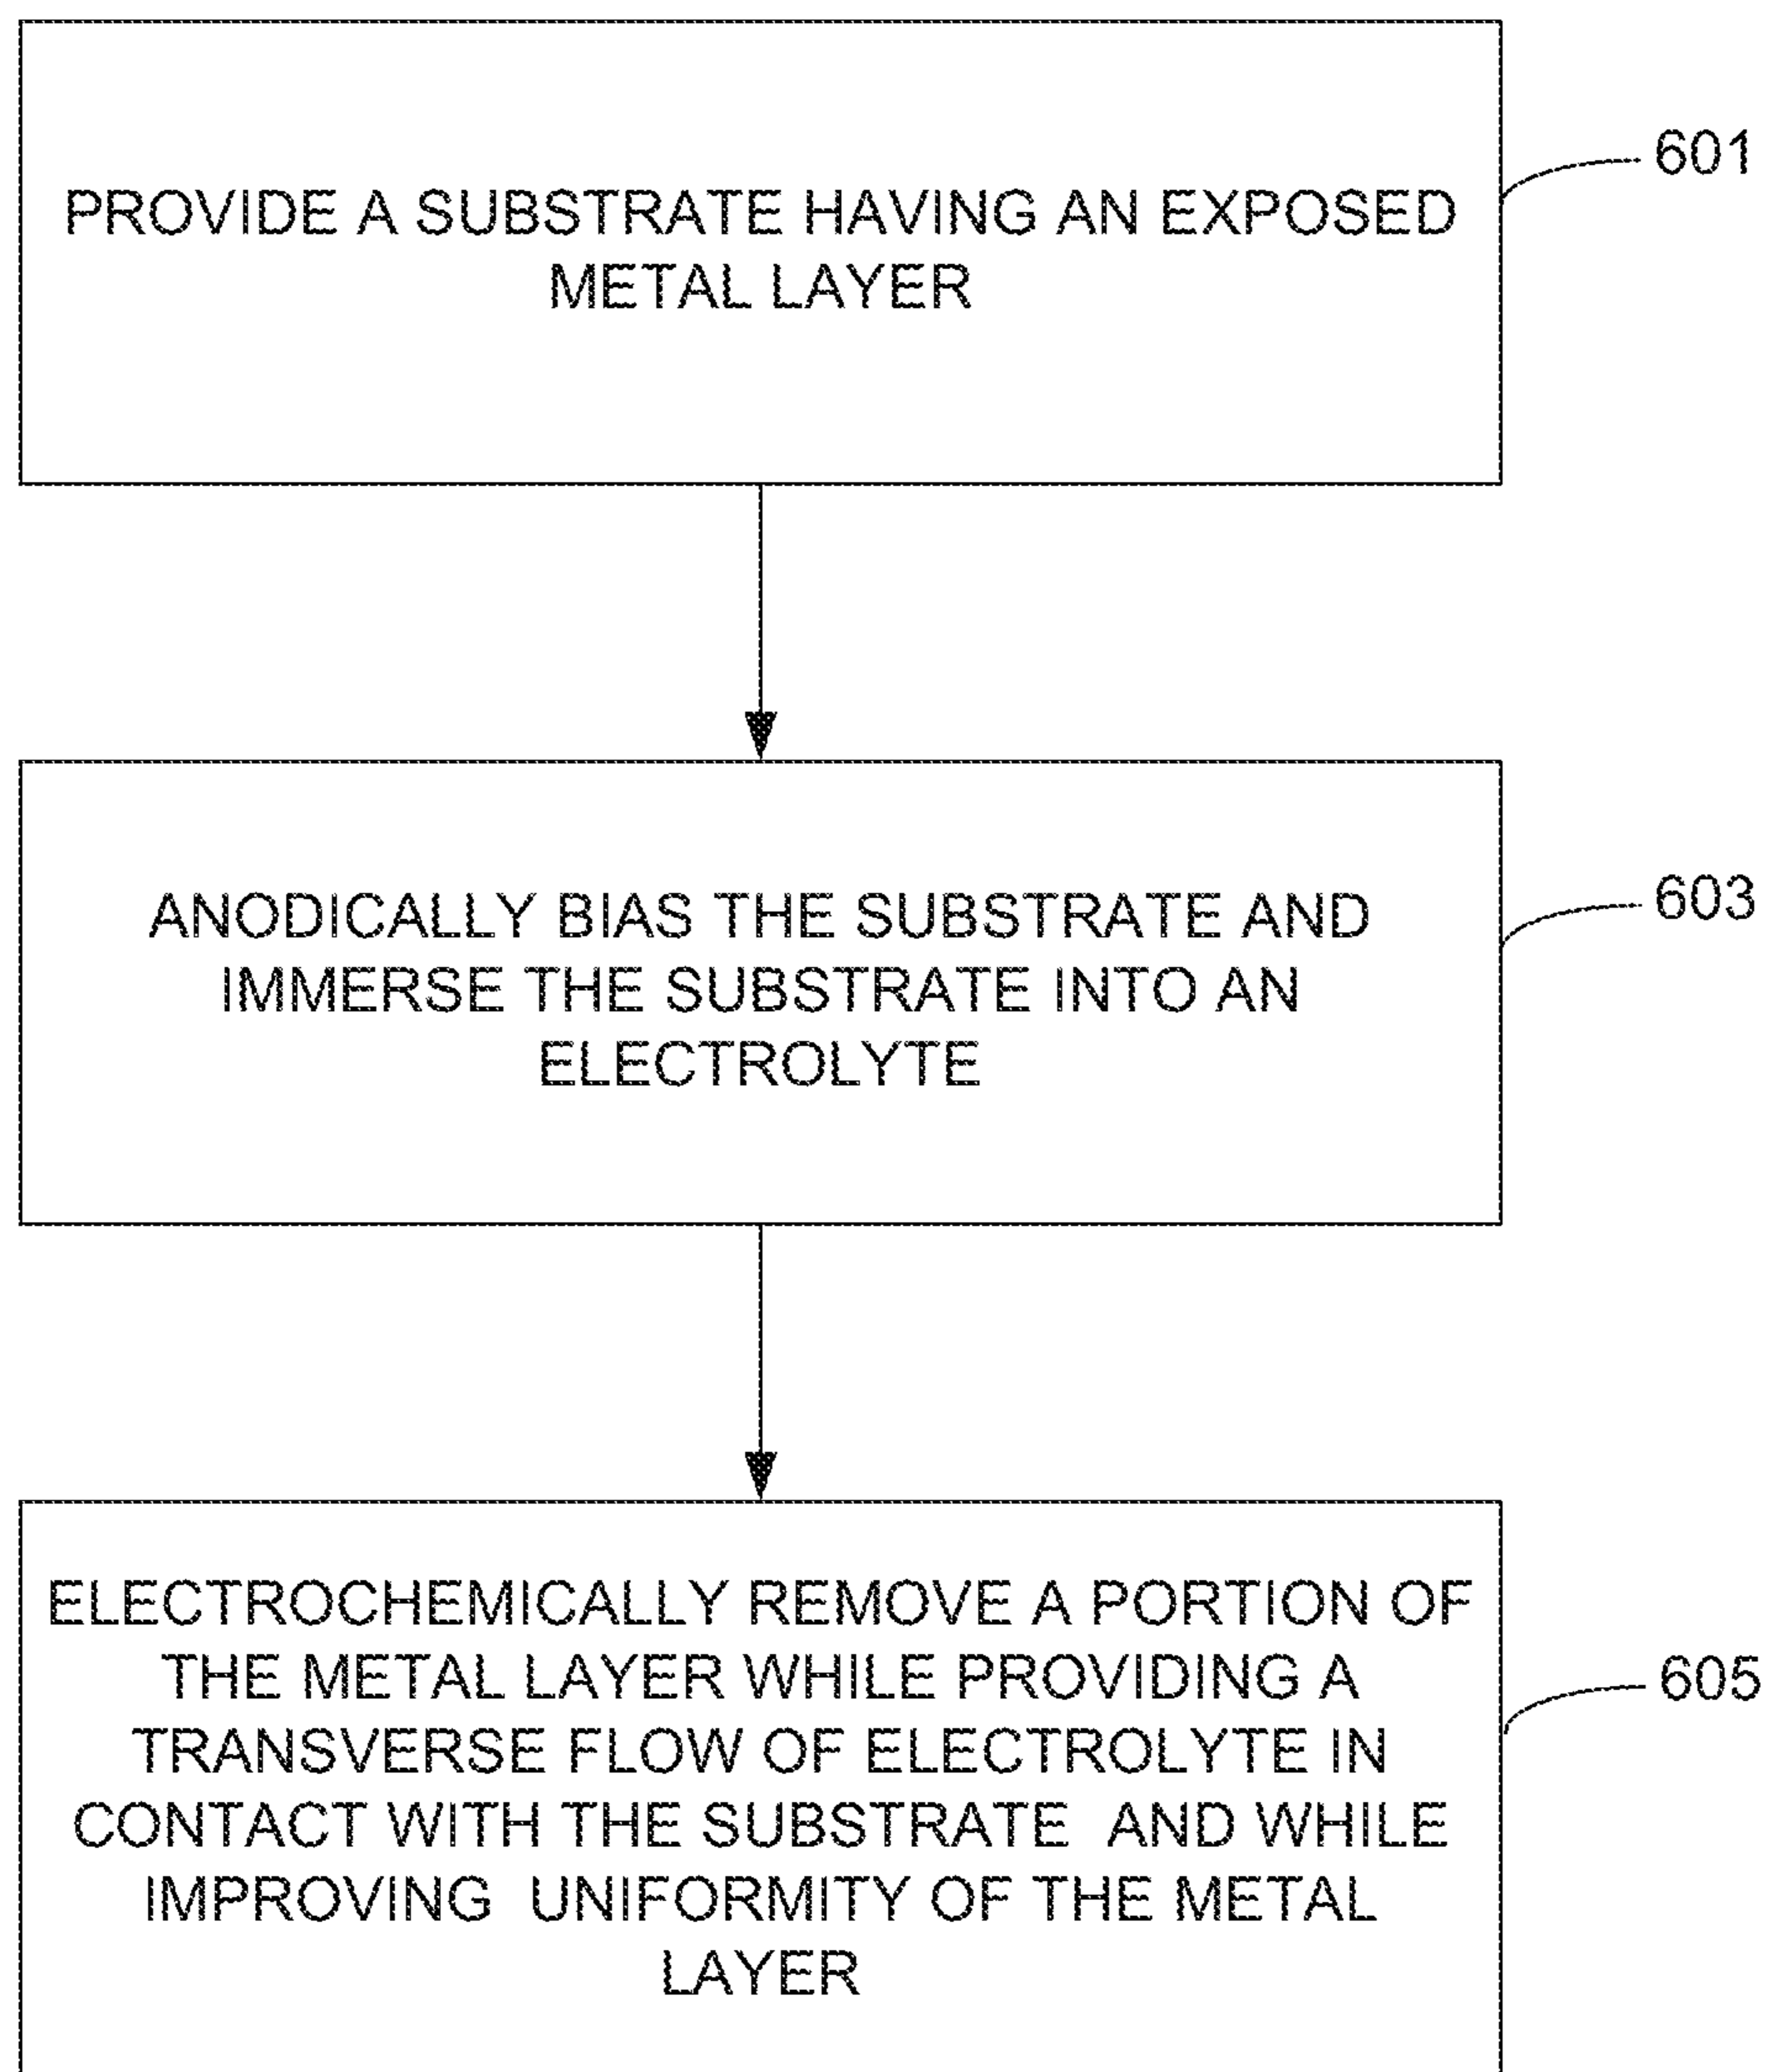 PROVIDE A SUBSTRATE HAVING AN EXPOSED
METAL LAYER
601
ANODICALLY BIAS THE SUBSTRATE AND
IMMERSE THE SUBSTRATE INTO AN
ELECTROLYTE
603
ELECTROCHEMICALLY REMOVE A PORTION OF
THE METAL LAYER WHILE PROVIDING A
TRANSVERSE FLOW OF ELECTROLYTE IN
CONTACT WITH THE SUBSTRATE AND WHILE
IMPROVING UNIFORMITY OF THE METAL
LAYER
605